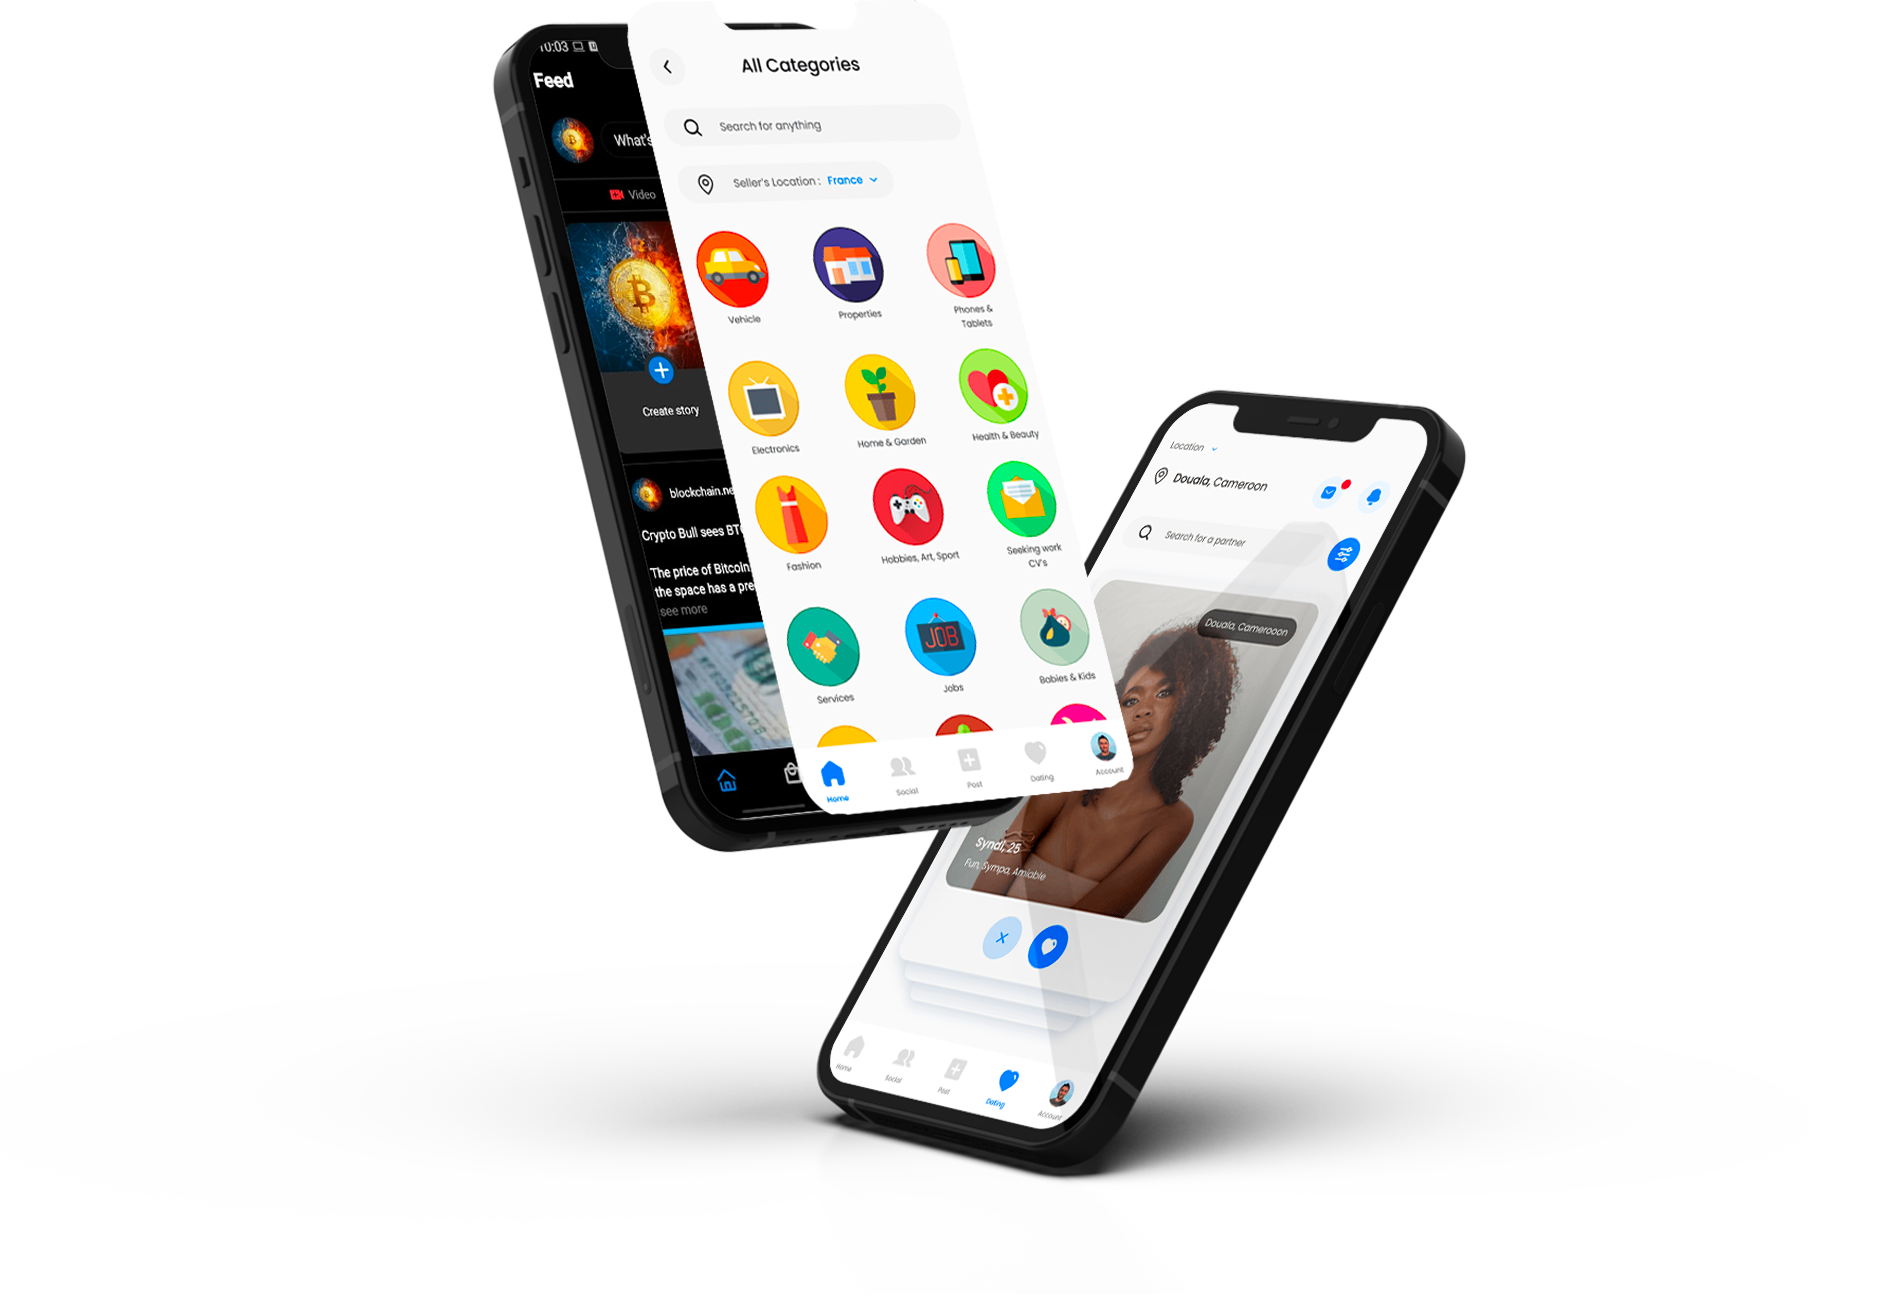 10:03
Feed
What's
Video
Create story
blockchain.ne
Crypto Bull sees BTC
The price of Bitcoin
the space has a pre
see more
All Categories
Search for anything
Seller's Location : France
Vehicle
Properties
Phones &
Tablets
Electronics
Home & Garden
Health & Beauty
Fashion
Hobbies, Art, Sport
Seeking work
CV's
JOB
Services
Jobs
Babies & Kids
Home
Social
Post
Dating
Account
Location
Douala, Cameroon
Search for a partner
Douala, Cameroon
Syndi, 25
Fun, Sympa, Amiable
Home
Social
Post
Dating
Account